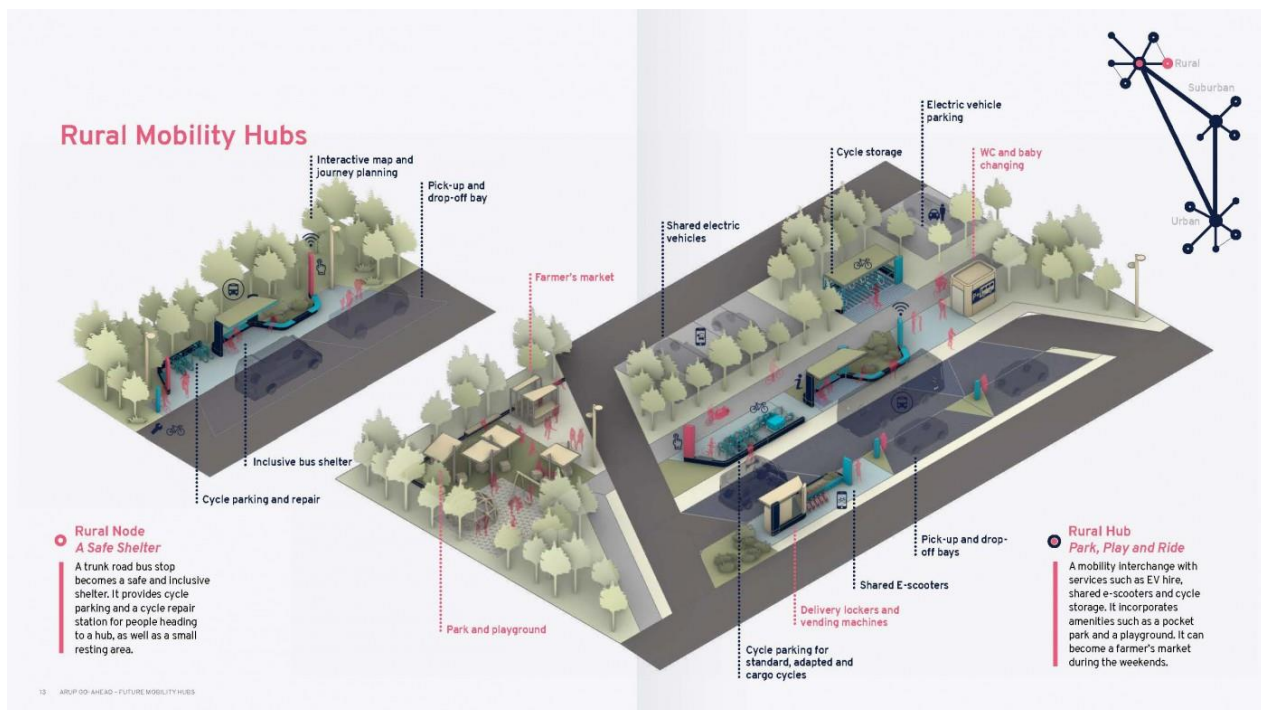 Rural Mobility Hubs
Interactive map and
journey planning
Pick-up and
drop-off bay
Inclusive bus shelter
Cycle parking and repair
Rural Node
A Safe Shelter
A trunk road bus stop
becomes a safe and inclusive
shelter. It provides cycle
parking and a cycle repair
station for people heading
to a hub, as well as a small
resting area.
13 ARUP GO-AHEAD – FUTURE MOBILITY HUBS
Farmer's market
Park and playground
Shared electric
vehicles
Cycle storage
Electric vehicle
parking
WC and baby
changing
Pick-up and drop-
off bays
Shared E-scooters
Delivery lockers and
vending machines
Cycle parking for
standard, adapted and
cargo cycles
Rural
Suburban
Urban
Rural Hub
Park, Play and Ride
A mobility interchange with
services such as EV hire,
shared e-scooters and cycle
storage. It incorporates
amenities such as a pocket
park and a playground. It can
become a farmer's market
during the weekends.